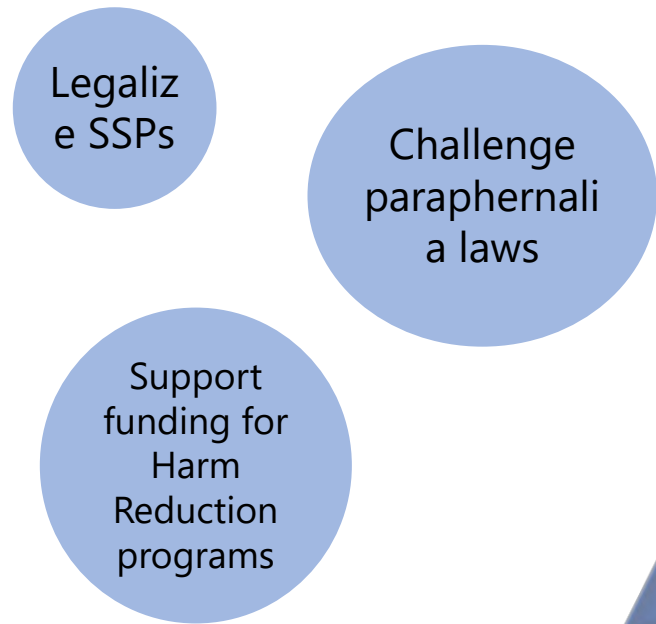 Legaliz
e SSPs
Challenge
paraphernali
a laws
Support
funding for
Harm
Reduction
programs